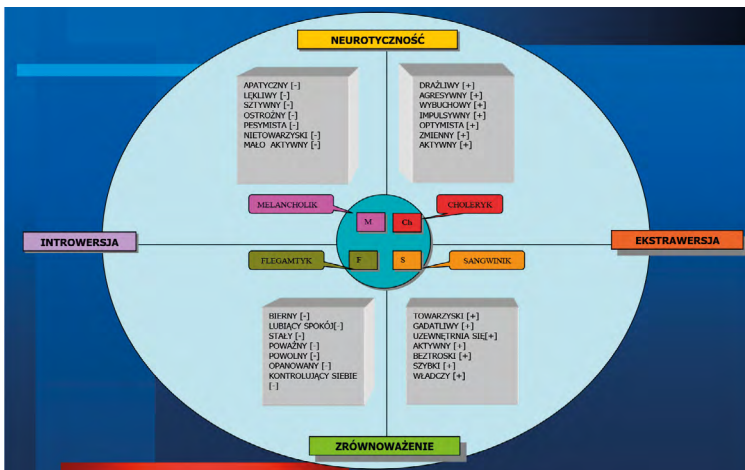 NEUROTYCZNOŚĆ
APATYCZNY [-]
LĘKLIWY [-]
SZTYWNY [-]
OSTROŻNY [-]
PESYMISTA [-]
NIETOWARZYSKI [-]
MAŁO AKTYWNY [-]
DRAŹLIWY [+]
AGRESYWNY [+]
WYBUCHOWY [+]
IMPULSYWNY [+]
OPTYMISTA [+]
ZMIENNY [+]
AKTYWNY [+]
MELANCHOLIK
M
Ch
CHOLERYK
INTROWERSJA
EKSTRAWERSJA
FLEGAMTYK
F
S
SANGWINIK
BIERNY [-]
LUBIĄCY SPOKÓJ[-]
STAŁY [-]
POWAŻNY [-]
POWOLNY [-]
OPANOWANY [-]
KONTROLUJĄCY SIEBIE
[-]
TOWARZYSKI [+]
GADATLIWY [+]
UZEWNĘTRNIA SIĘ[+]
AKTYWNY [+]
BEZTROSKI [+]
SZYBKI [+]
WŁADCZY [+]
ZRÓWNOWAŻENIE